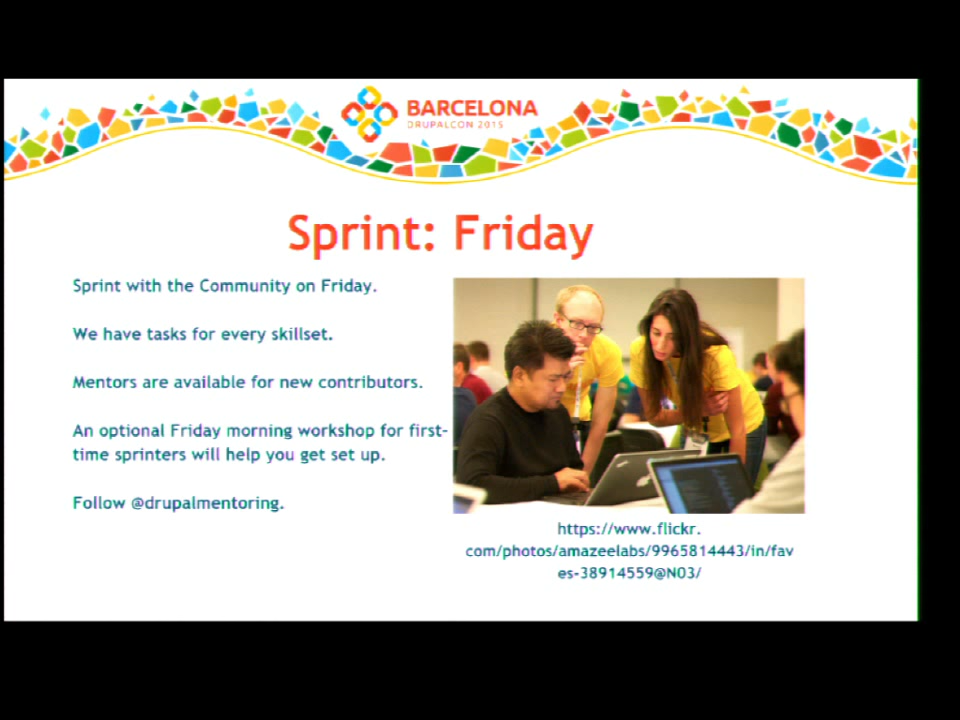 BARCELONA
DRUPALCON 2015
Sprint: Friday
Sprint with the Community on Friday.
We have tasks for every skillset.
Mentors are available for new contributors.
An optional Friday morning workshop for first-
time sprinters will help you get set up.
Follow @drupalmentoring.
https://www.flickr.
com/photos/amazeelabs/9965814443/in/fav
es-38914559@N03/